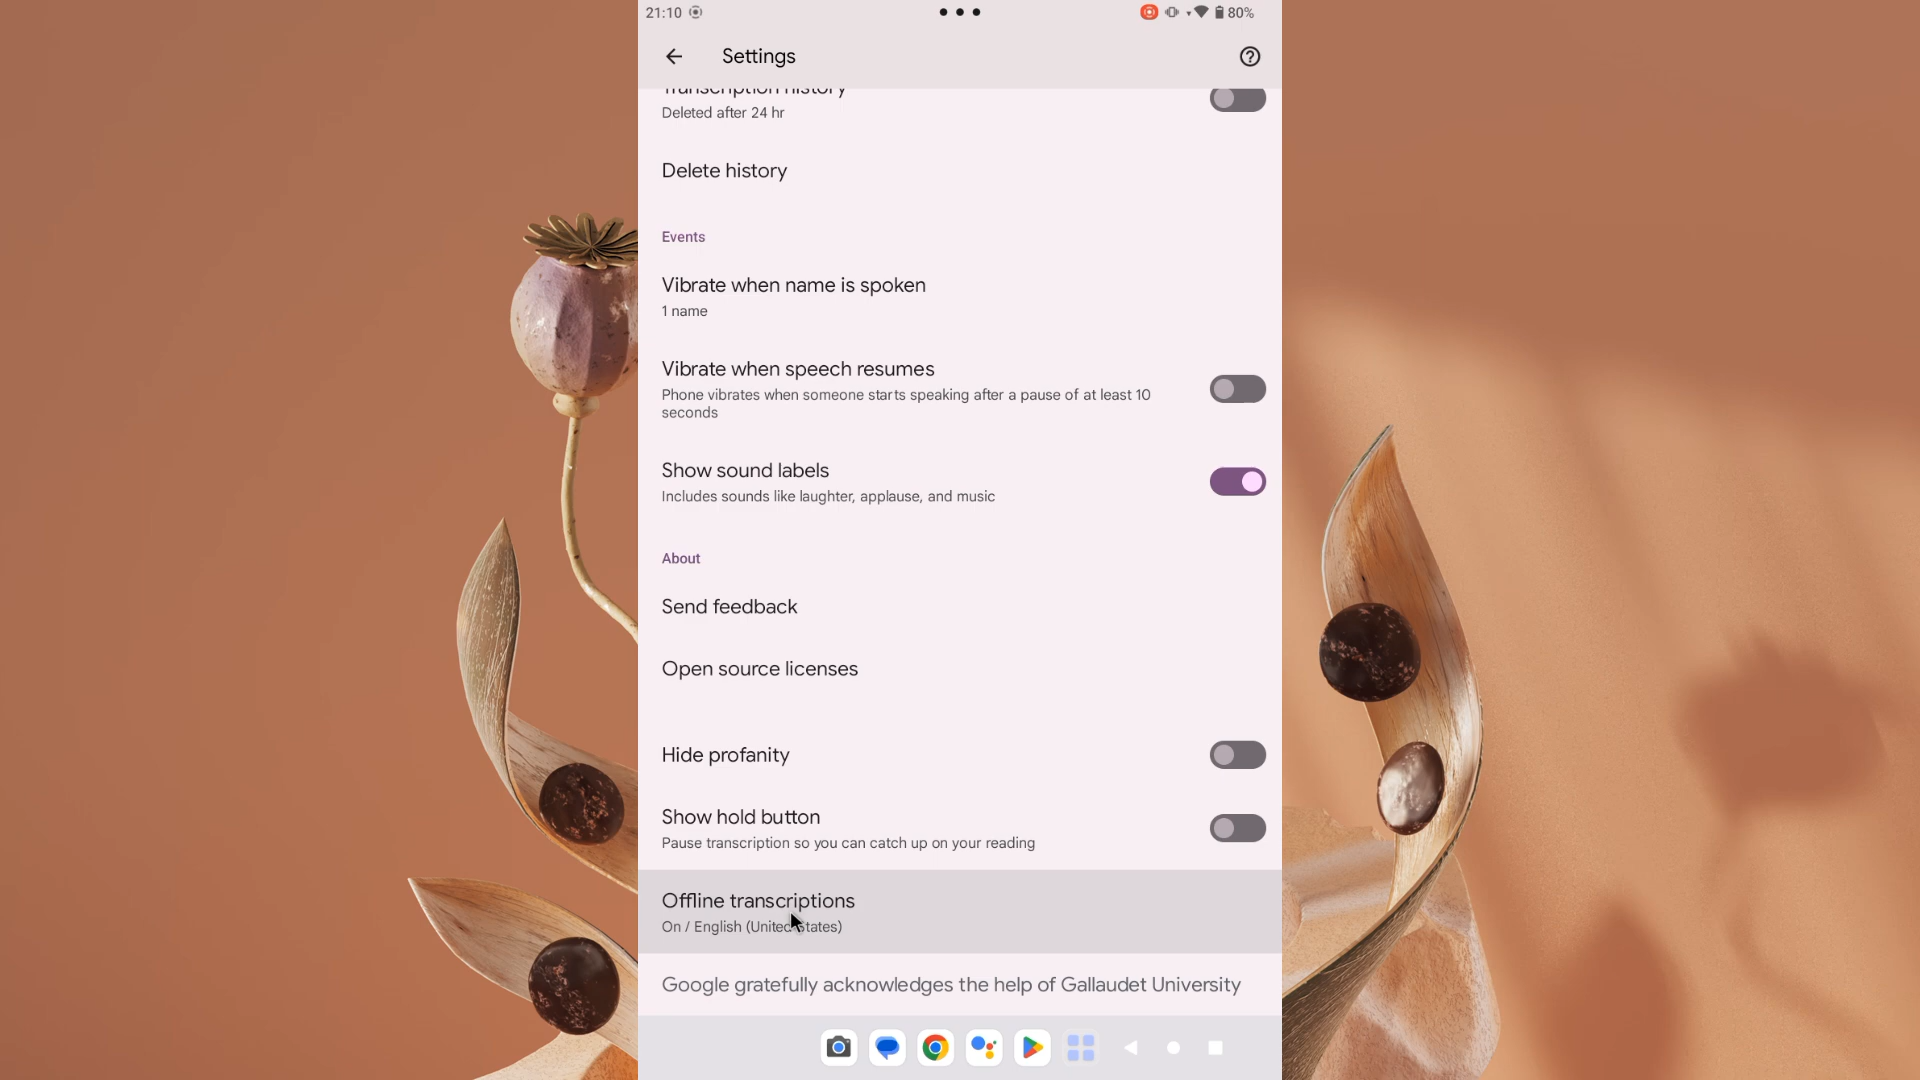 21:10
80%
Settings
Transcription history
Deleted after 24 hr
Delete history
Events
Vibrate when name is spoken
1 name
Vibrate when speech resumes
Phone vibrates when someone starts speaking after a pause of at least 10
seconds
Show sound labels
Includes sounds like laughter, applause, and music
About
Send feedback
Open source licenses
Hide profanity
Show hold button
Pause transcription so you can catch up on your reading
Offline transcriptions
On / English (United States)
Google gratefully acknowledges the help of Gallaudet University